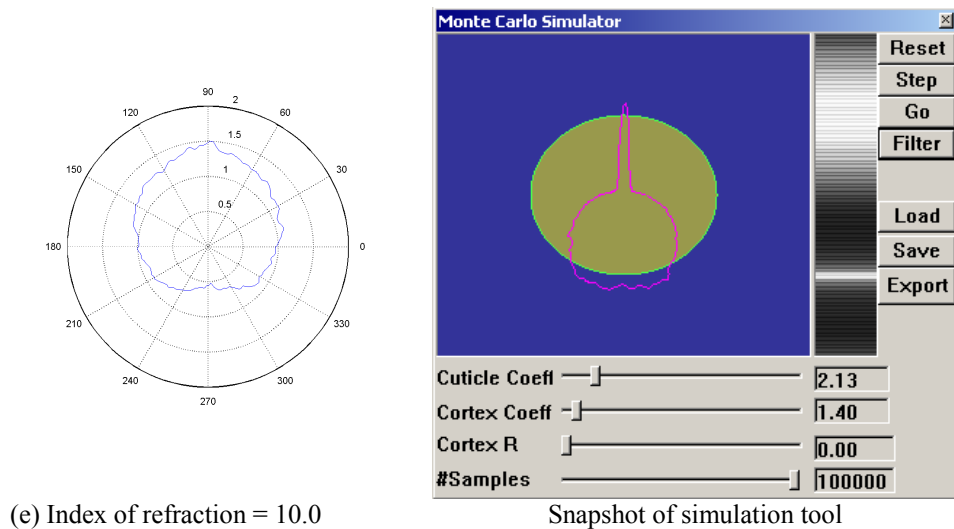 90
2
120
60
1.5
150
1
30
0.5
180
0
210
330
240
300
270
Monte Carlo Simulator
Reset
Step
Go
Filter
Load
Save
Export
Cuticle Coeff
2.13
Cortex Coeff
1.40
Cortex R
0.00
#Samples
100000
(e) Index of refraction = 10.0
Snapshot of simulation tool